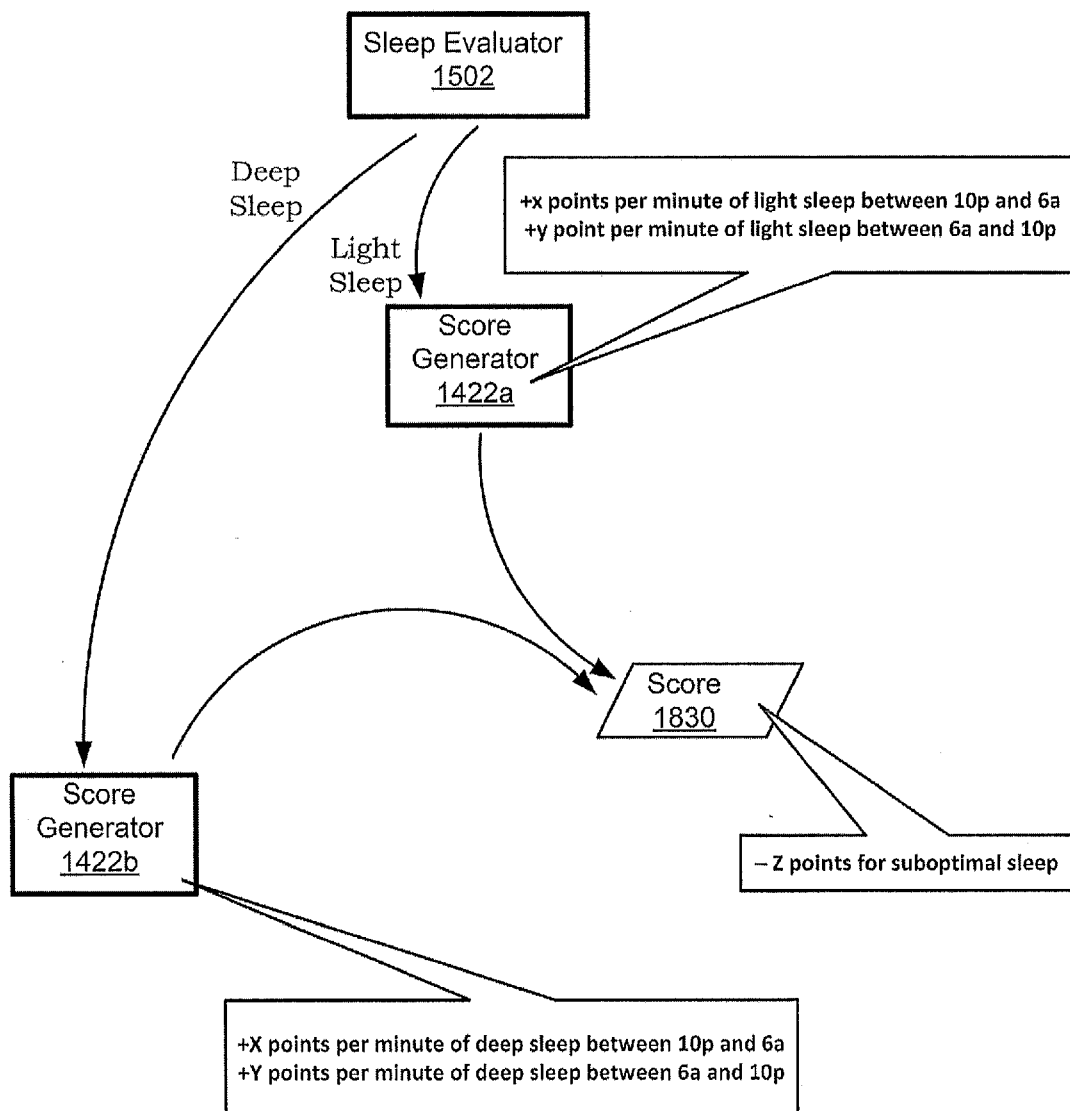 Sleep Evaluator
1502
Deep
Sleep
+x points per minute of light sleep between 10p and 6a
+y point per minute of light sleep between 6a and 10p
Light
Sleep
Score
Generator
1422a
Score
1830
Score
Generator
1422b
– Z points for suboptimal sleep
+X points per minute of deep sleep between 10p and 6a
+Y points per minute of deep sleep between 6a and 10p